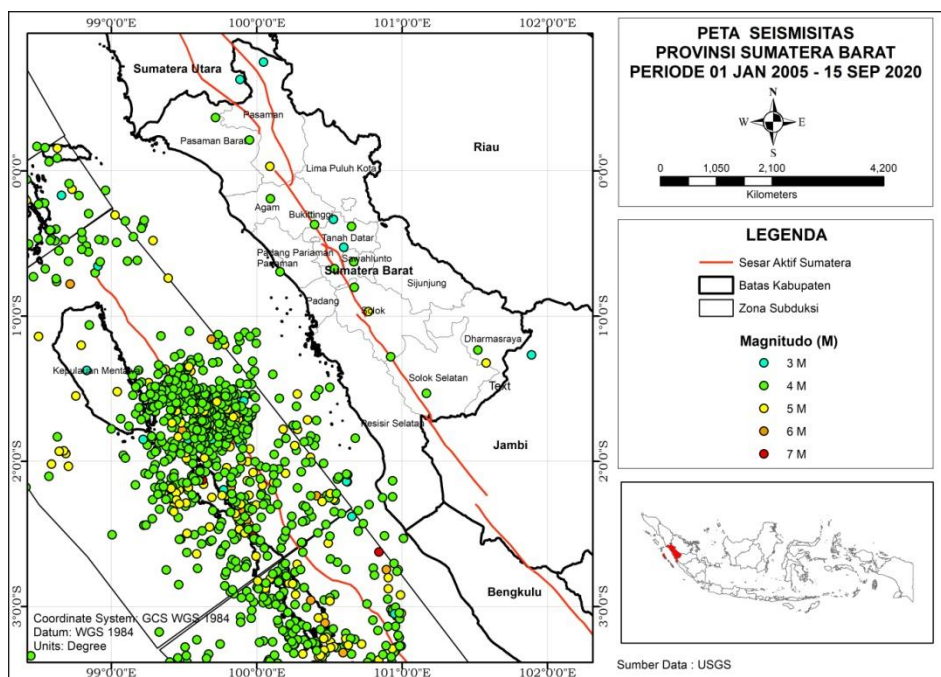 99°0'0"E 100°0'0"E 101°0'0"E 102°0'0"E
Sumatera Utara
Pasaman
Pasaman Barat
Riau
0°0'0"
Lima Puluh Kota
Agam
Bukittinggi
Tanah Datar
Padang Pariaman
Sawahlunto
Pariaman
Sumatera Barat
Sijunjung
Padang
1°0'0"S
Solok
Dharmasraya
Kepulauan Mentawai
Solok Selatan
Text
Resisir Selatan
Jambi
2°0'0"S
Bengkulu
3°0'0"S
Coordinate System: GCS WGS 1984
Datum: WGS 1984
Units: Degree
99°0'0"E 100°0'0"E 101°0'0"E 102°0'0"E
PETA SEISMISITAS
PROVINSI SUMATERA BARAT
PERIODE 01 JAN 2005 - 15 SEP 2020
N
W E
S
0 1,050 2,100 4,200
Kilometers
0°0'0"
1°0'0"S
2°0'0"S
3°0'0"S
LEGENDA
Sesar Aktif Sumatera
Batas Kabupaten
Zona Subduksi
Magnitudo (M)
3 M
4 M
5 M
6 M
7 M
Sumber Data : USGS